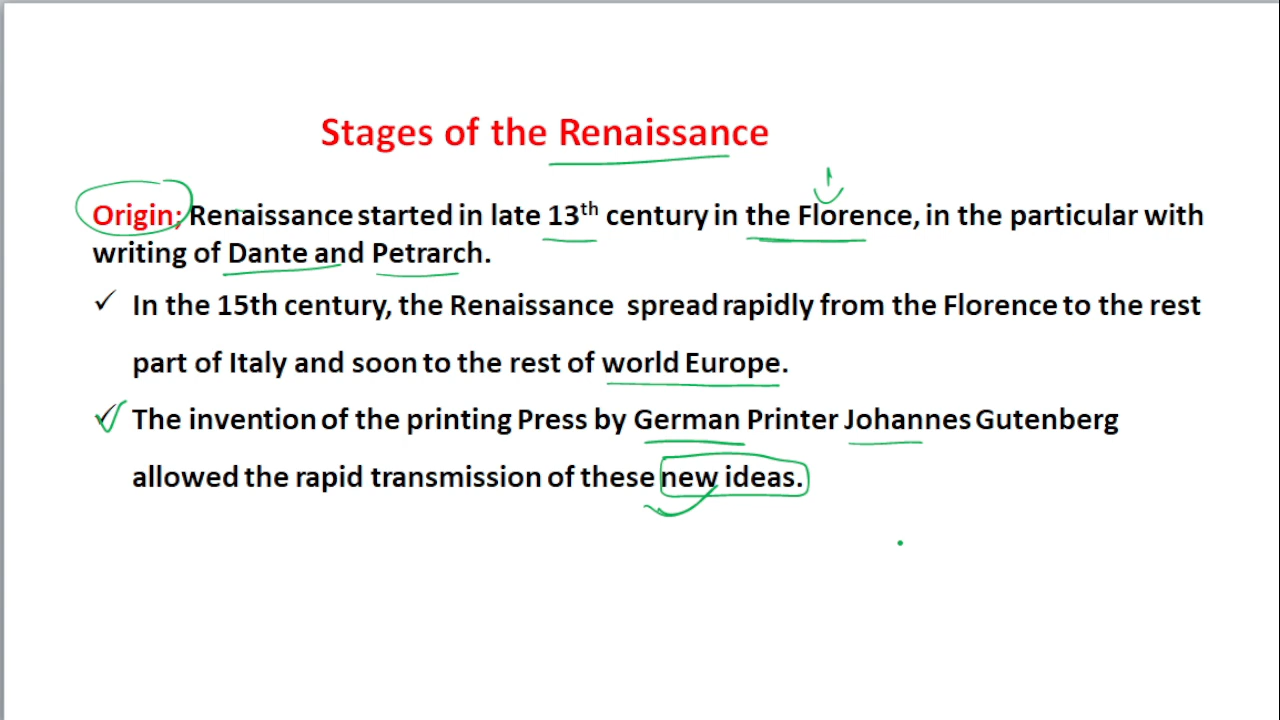 Stages of the Renaissance
Origin; Renaissance started in late 13th century in the Florence, in the particular with
writing of Dante and Petrarch.
✓ In the 15th century, the Renaissance spread rapidly from the Florence to the rest
part of Italy and soon to the rest of world Europe.
✓ The invention of the printing Press by German Printer Johannes Gutenberg
allowed the rapid transmission of these new ideas.